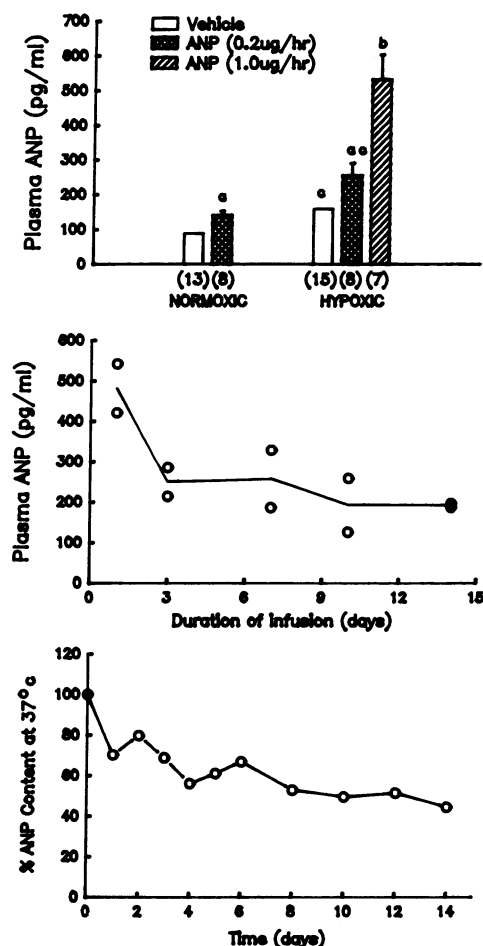 700
600
500
400
300
200
100
0
Plasma ANP (pg/ml)
Vehicle
ANP (0.2ug/hr)
ANP (1.0ug/hr)
a
a
a a
b
(13) (8)
(15) (8) (7)
NORMOXIC
HYPOXIC
600
500
400
300
200
100
0
Plasma ANP (pg/ml)
0 3 6 9 12 15
Duration of infusion (days)
120
100
80
60
40
20
0
% ANP Content at 37°c
0 2 4 6 8 10 12 14
Time (days)